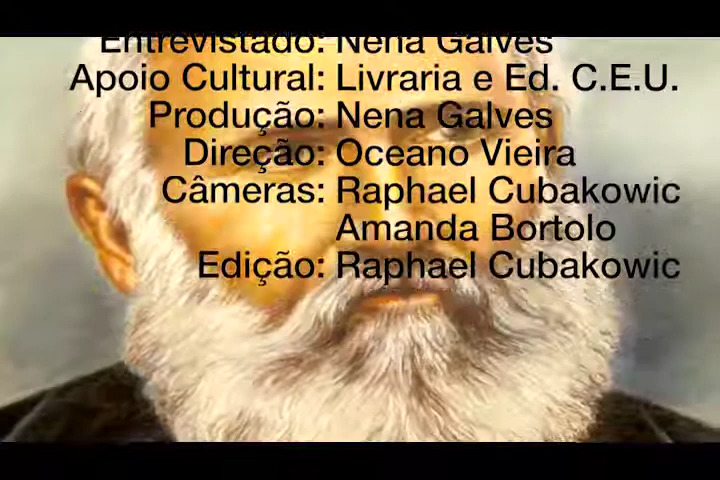 Entrevistado: Nena Galves
Apoio Cultural: Livraria e Ed. C.E.U.
Produção: Nena Galves
Direção: Oceano Vieira
Câmeras: Raphael Cubakowic
Amanda Bortolo
Edição: Raphael Cubakowic